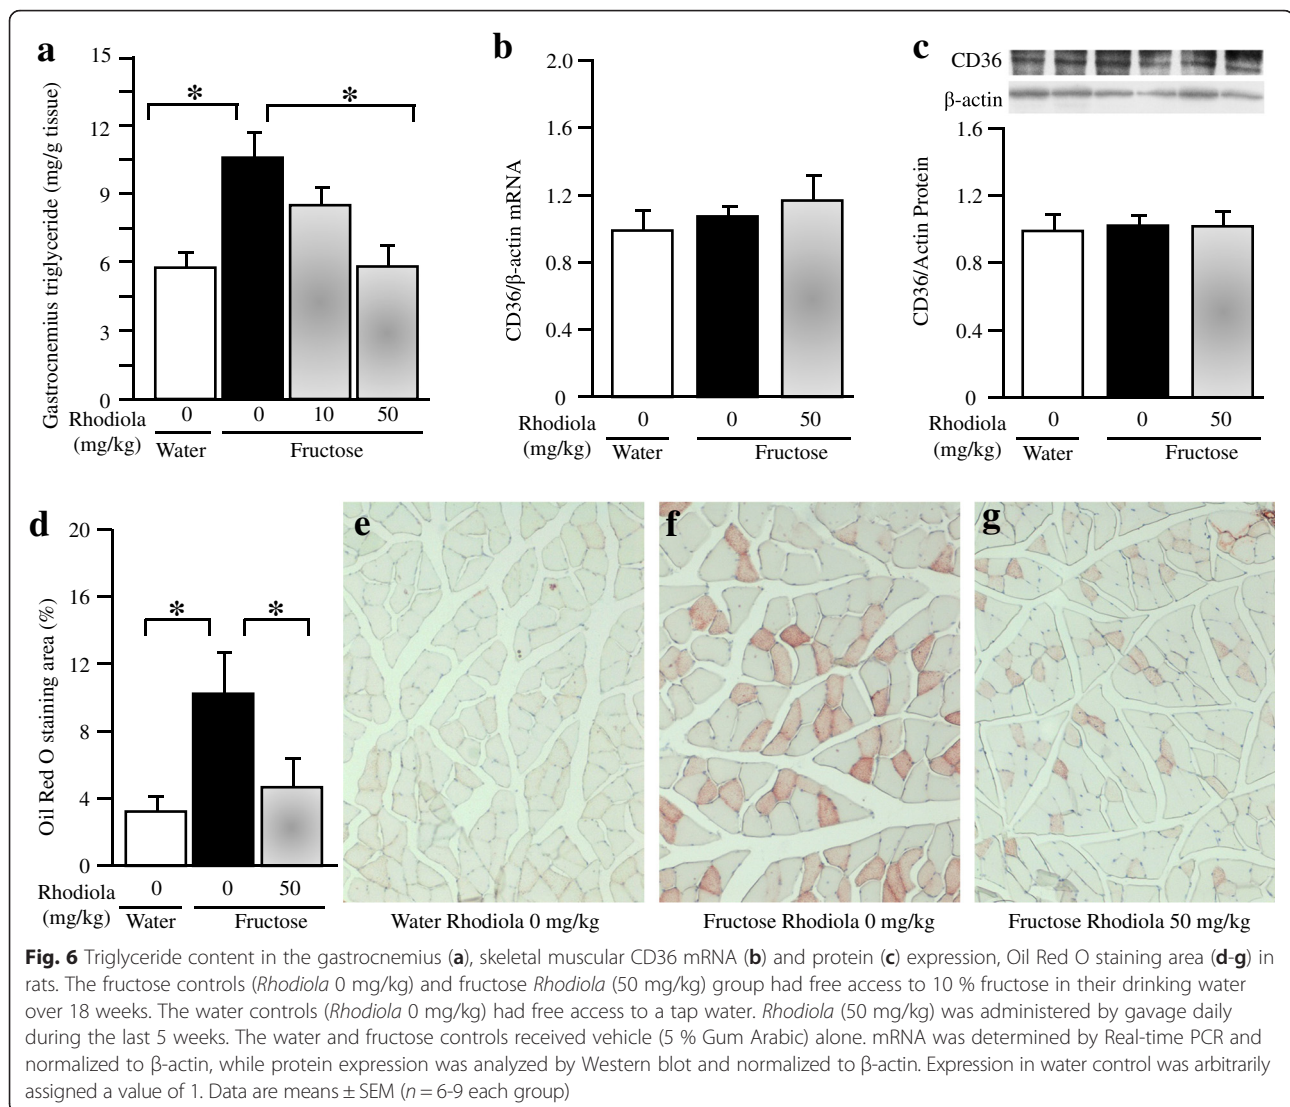 a
15
12
9
6
3
0
Gastrocnemius triglyceride (mg/g tissue)
*
*
Rhodiola
(mg/kg)
0 0 10 50
Water Fructose
b
2.0
1.6
1.2
0.8
0.4
0
CD36/β-actin mRNA
Rhodiola
(mg/kg)
0 0 50
Water Fructose
c
CD36
β-actin
1.6
1.2
0.8
0.4
0
CD36/Actin Protein
Rhodiola
(mg/kg)
0 0 50
Water Fructose
d
20
16
12
8
4
0
Oil Red O staining area (%)
*
*
Rhodiola
(mg/kg)
0 0 50
Water Fructose
e
Water Rhodiola 0 mg/kg
f
Fructose Rhodiola 0 mg/kg
g
Fructose Rhodiola 50 mg/kg
Fig. 6 Triglyceride content in the gastrocnemius (a), skeletal muscular CD36 mRNA (b) and protein (c) expression, Oil Red O staining area (d-g) in
rats. The fructose controls (Rhodiola 0 mg/kg) and fructose Rhodiola (50 mg/kg) group had free access to 10 % fructose in their drinking water
over 18 weeks. The water controls (Rhodiola 0 mg/kg) had free access to a tap water. Rhodiola (50 mg/kg) was administered by gavage daily
during the last 5 weeks. The water and fructose controls received vehicle (5 % Gum Arabic) alone. mRNA was determined by Real-time PCR and
normalized to β-actin, while protein expression was analyzed by Western blot and normalized to β-actin. Expression in water control was arbitrarily
assigned a value of 1. Data are means ± SEM (n = 6-9 each group)